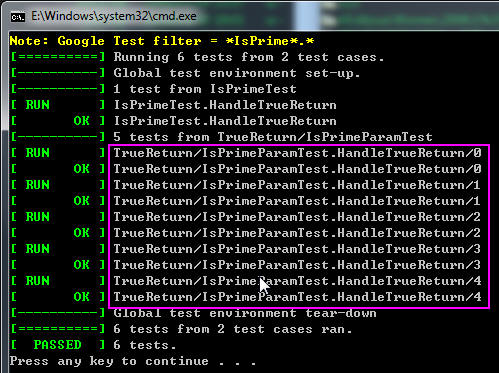 E:\Windows\system32\cmd.exe
Note: Google Test filter = *IsPrime*.*
[==========] Running 6 tests from 2 test cases.
[----------] Global test environment set-up.
[----------] 1 test from IsPrimeTest
[ RUN      ] IsPrimeTest.HandleTrueReturn
[       OK ] IsPrimeTest.HandleTrueReturn
[----------] 5 tests from TrueReturn/IsPrimeParamTest
[ RUN      ] TrueReturn/IsPrimeParamTest.HandleTrueReturn/0
[       OK ] TrueReturn/IsPrimeParamTest.HandleTrueReturn/0
[ RUN      ] TrueReturn/IsPrimeParamTest.HandleTrueReturn/1
[       OK ] TrueReturn/IsPrimeParamTest.HandleTrueReturn/1
[ RUN      ] TrueReturn/IsPrimeParamTest.HandleTrueReturn/2
[       OK ] TrueReturn/IsPrimeParamTest.HandleTrueReturn/2
[ RUN      ] TrueReturn/IsPrimeParamTest.HandleTrueReturn/3
[       OK ] TrueReturn/IsPrimeParamTest.HandleTrueReturn/3
[ RUN      ] TrueReturn/IsPrimeParamTest.HandleTrueReturn/4
[       OK ] TrueReturn/IsPrimeParamTest.HandleTrueReturn/4
[----------] Global test environment tear-down
[==========] 6 tests from 2 test cases ran.
[  PASSED  ] 6 tests.
Press any key to continue . . .